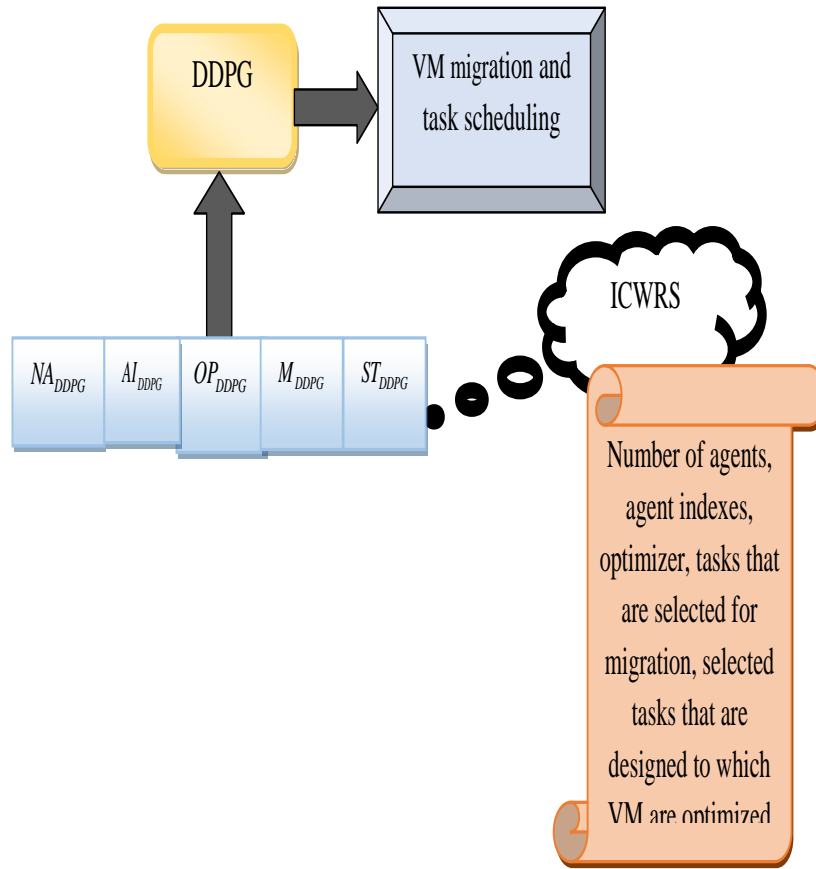 DDPG
VM migration and
task scheduling
ICWRS
NA_DDPG AI_DDPG OP_DDPG M_DDPG ST_DDPG
Number of agents,
agent indexes,
optimizer, tasks that
are selected for
migration, selected
tasks that are
designed to which
VM are optimized